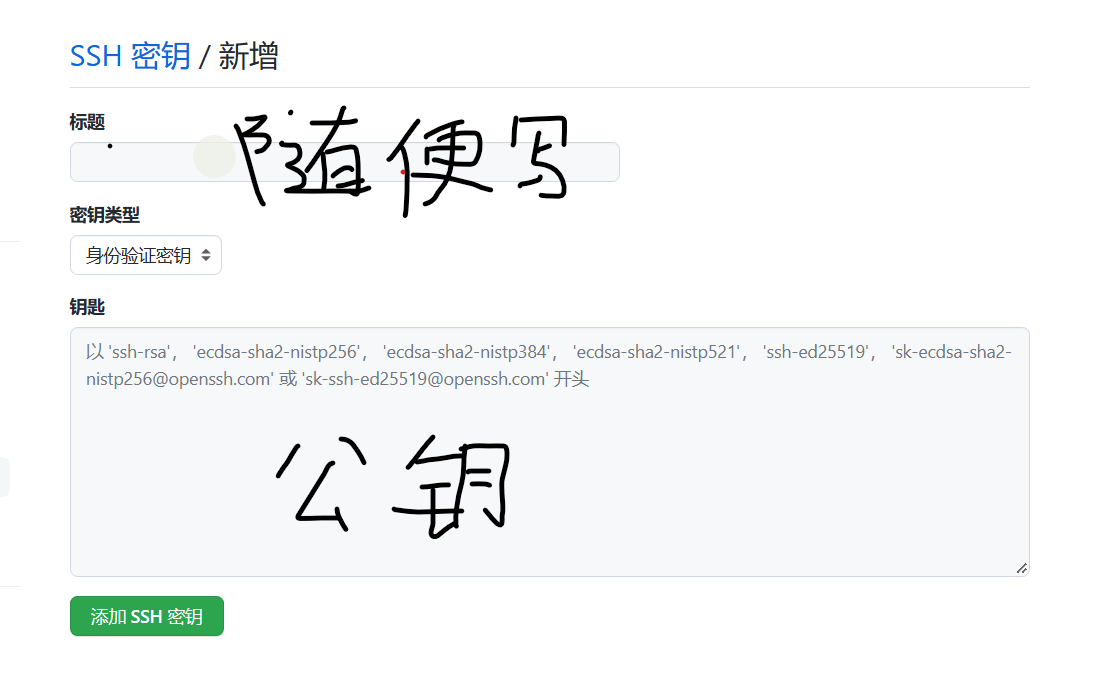 SSH 密钥 / 新增
标题
随便写
密钥类型
身份验证密钥
钥匙
以 'ssh-rsa'， 'ecdsa-sha2-nistp256'， 'ecdsa-sha2-nistp384'， 'ecdsa-sha2-nistp521'， 'ssh-ed25519'， 'sk-ecdsa-sha2-
nistp256@openssh.com' 或 'sk-ssh-ed25519@openssh.com' 开头
公钥
添加 SSH 密钥